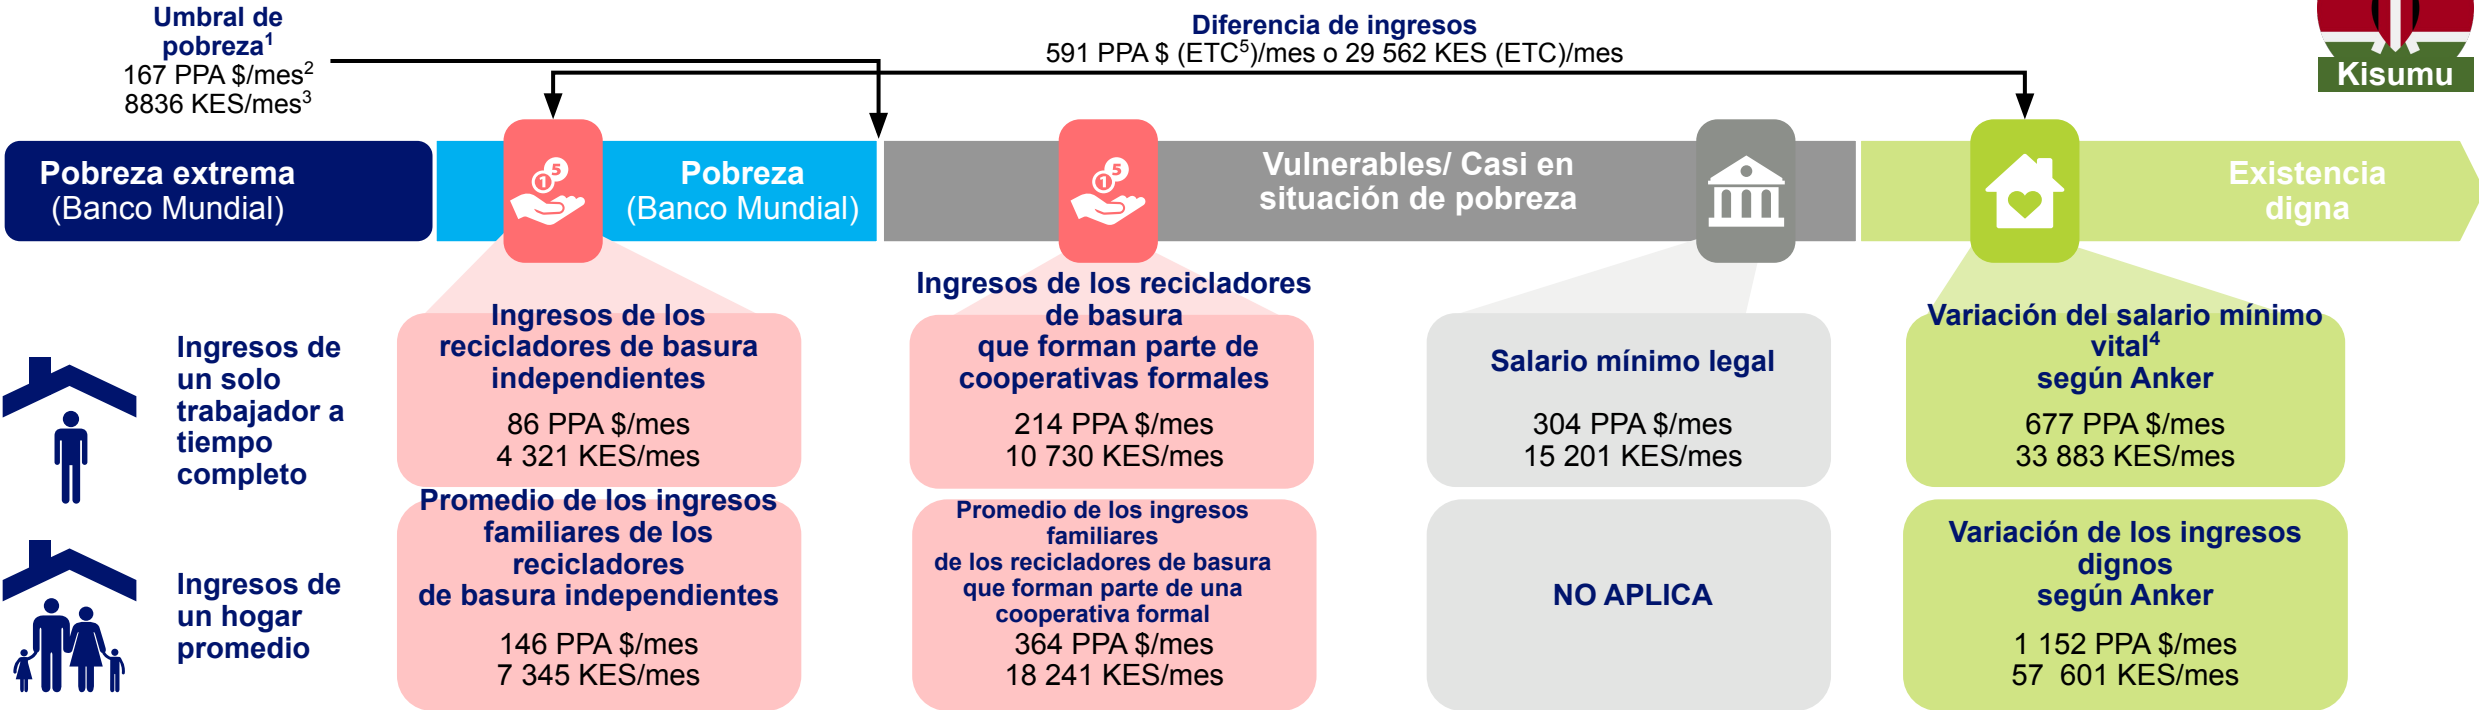 Umbral de
pobreza¹
167 PPA $/mes²
8836 KES/mes³
Diferencia de ingresos
591 PPA $ (ETC⁵)/mes o 29 562 KES (ETC)/mes
Kisumu
Pobreza extrema
(Banco Mundial)
5
1
Pobreza
(Banco Mundial)
5
1
Vulnerables/ Casi en
situación de pobreza
Existencia
digna
Ingresos de
un solo
trabajador a
tiempo
completo
Ingresos de los
recicladores de basura
independientes
86 PPA $/mes
4 321 KES/mes
Ingresos de los recicladores
de basura
que forman parte de
cooperativas formales
214 PPA $/mes
10 730 KES/mes
Salario mínimo legal
304 PPA $/mes
15 201 KES/mes
Variación del salario mínimo
vital⁴
según Anker
677 PPA $/mes
33 883 KES/mes
Ingresos de
un hogar
promedio
Promedio de los ingresos
familiares de los
recicladores
de basura independientes
146 PPA $/mes
7 345 KES/mes
Promedio de los ingresos
familiares
de los recicladores de basura
que forman parte de una
cooperativa formal
364 PPA $/mes
18 241 KES/mes
NO APLICA
Variación de los ingresos
dignos
según Anker
1 152 PPA $/mes
57 601 KES/mes